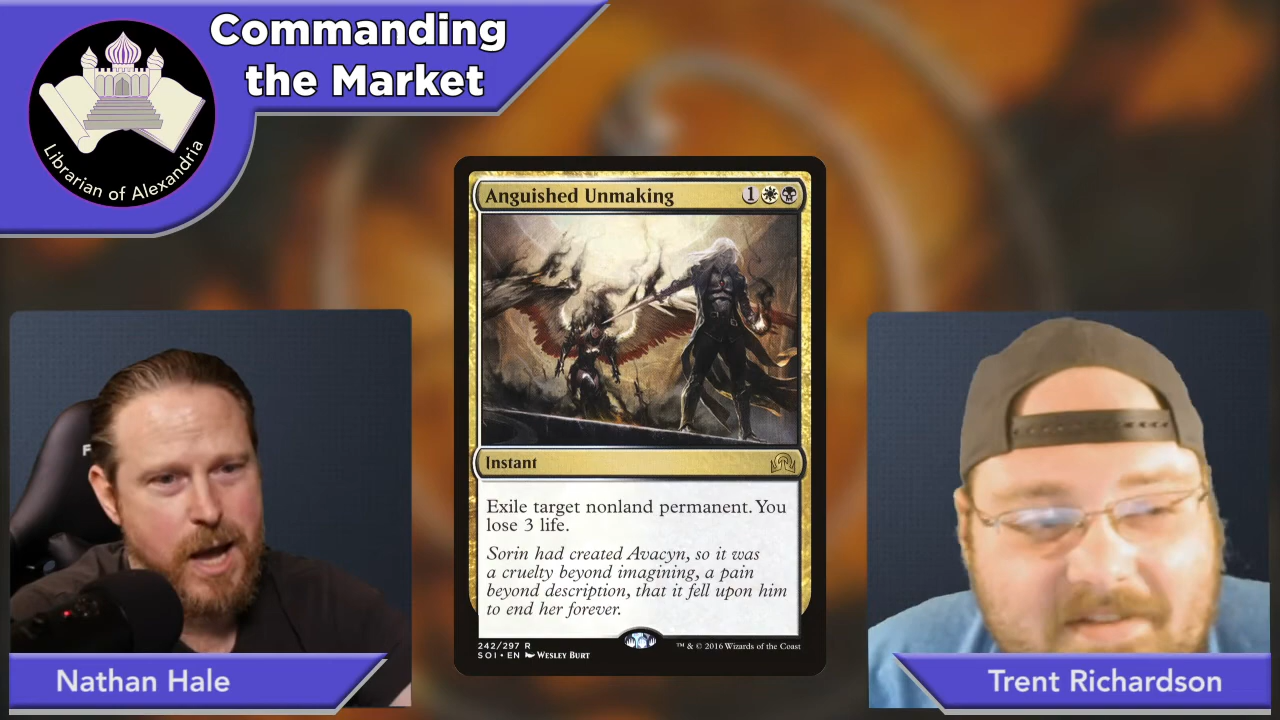 Commanding
the Market
Librarian of Alexandria
Anguished Unmaking
1
Instant
Exile target nonland permanent. You
lose 3 life.
Sorin had created Avacyn, so it was
a cruelty beyond imagining, a pain
beyond description, that it fell upon him
to end her forever.
242/297 R
SOI • EN Wesley Burt
™ & © 2016 Wizards of the Coast
Nathan Hale
Trent Richardson